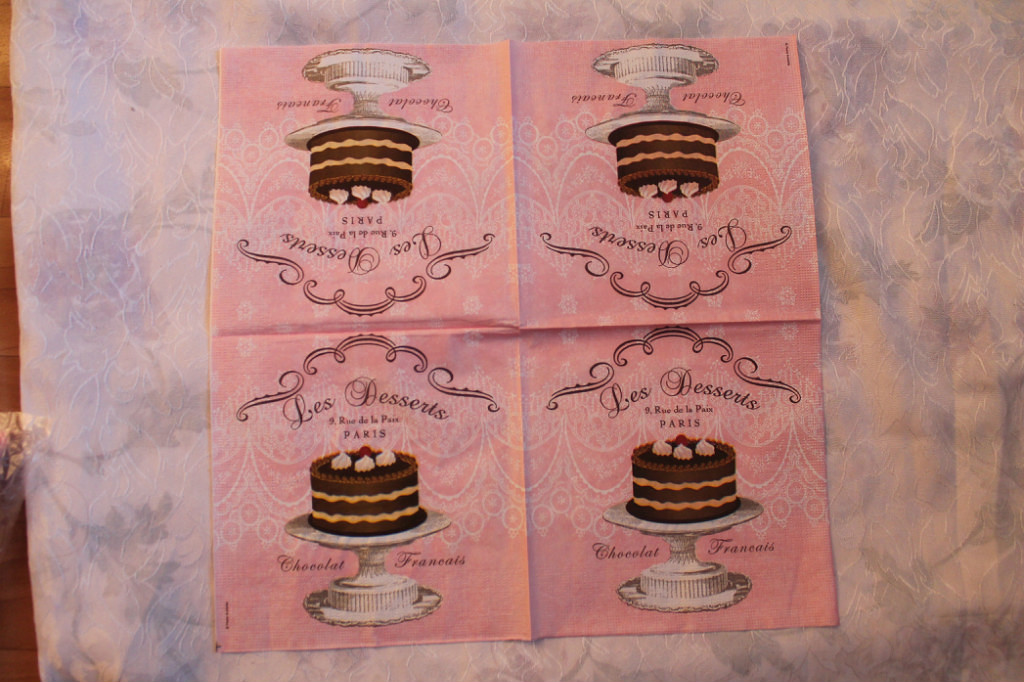 Chocolat Francais
PARIS
9, Rue de la Paix
Les Desserts
Chocolat Francais
PARIS
9, Rue de la Paix
Les Desserts
Les Desserts
9, Rue de la Paix
PARIS
Chocolat Francais
Les Desserts
9, Rue de la Paix
PARIS
Chocolat Francais